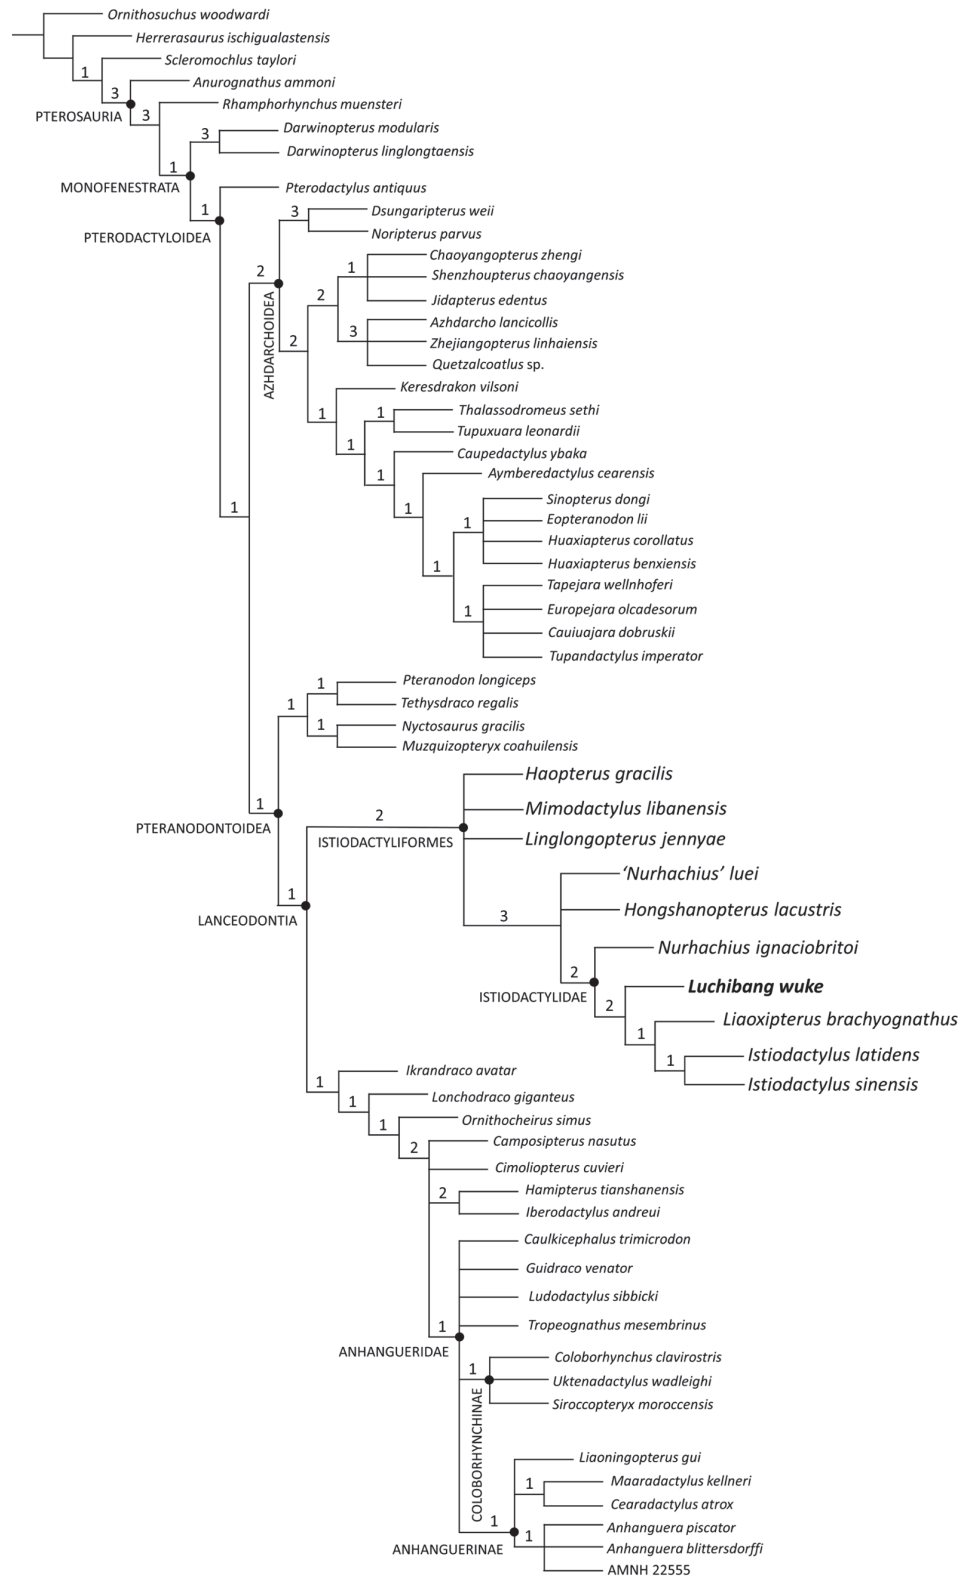 Ornithosuchus woodwardi
Herrerasaurus ischigualastensis
1
Scleromochlus taylori
3
Anurognathus ammoni
PTEROSAURIA
3
Rhamphorhynchus muensteri
3
Darwinopterus modularis
Darwinopterus linglongtaensis
1
MONOFENESTRATA
1
Pterodactylus antiquus
PTERODACTYLOIDEA
3
Dsungaripterus weii
Noripterus parvus
2
AZHDARCHOIDEA
1
Chaoyangopterus zhengi
Shenzhoupterus chaoyangensis
Jidapterus edentus
2
3
Azhdarcho lancicollis
Zhejiangopterus linhaiensis
Quetzalcoatlus sp.
2
Keresdrakon vilsoni
1
1
Thalassodromeus sethi
Tupuxuara leonardii
1
Caupedactylus ybaka
1
Aymberedactylus cearensis
1
Sinopterus dongi
Eopteranodon lii
Huaxiapterus corollatus
Huaxiapterus benxiensis
1
1
1
Tapejara wellnhoferi
Europejara olcadesorum
Cauiuajara dobruskii
Tupandactylus imperator
1
1
Pteranodon longiceps
Tethysdraco regalis
1
1
Nyctosaurus gracilis
Muzquizopteryx coahuilensis
1
PTERANODONTOIDEA
2
ISTIODACTYLIFORMES
Haopterus gracilis
Mimodactylus libanensis
Linglongopterus jennyae
1
LANCEODONTIA
3
‘Nurhachius’ luei
Hongshanopterus lacustris
2
ISTIODACTYLIDAE
Nurhachius ignaciobritoi
2
Luchibang wuke
1
Liaoxipterus brachyognathus
1
Istiodactylus latidens
Istiodactylus sinensis
1
Ikrandraco avatar
1
Lonchodraco giganteus
1
Ornithocheirus simus
2
Camposipterus nasutus
Cimoliopterus cuvieri
2
Hamipterus tianshanensis
Iberodactylus andreui
Caulkicephalus trimicrodon
Guidraco venator
Ludodactylus sibbicki
Tropeognathus mesembrinus
1
ANHANGUERIDAE
1
COLOBORHYNCHINAE
Coloborhynchus clavirostris
Uktenadactylus wadleighi
Siroccopteryx moroccensis
1
ANHANGUERINAE
Liaoningopterus gui
1
Maaradactylus kellneri
Cearadactylus atrox
1
Anhanguera piscator
Anhanguera blittersdorffi
AMNH 22555